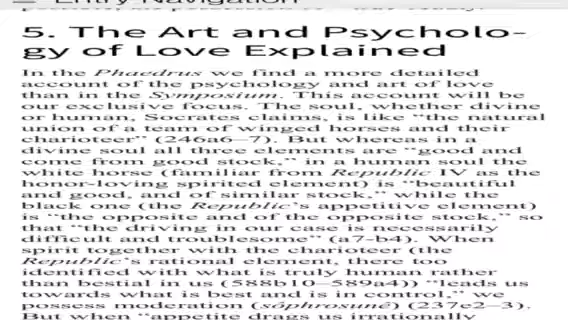 Entry Navigation
5. The Art and Psycholo-
gy of Love Explained
In the Phaedrus we find a more detailed
account of the psychology and art of love
than in the Symposium. This account will be
our exclusive focus. The soul, whether divine
or human, Socrates claims, is like “the natural
union of a team of winged horses and their
charioteer” (246a6–7). But whereas in a
divine soul all three elements are “good and
come from good stock,” in a human soul the
white horse (familiar from Republic IV as the
honor-loving spirited element) is “beautiful
and good, and of similar stock,” while the
black one (the Republic’s appetitive element)
is “the opposite and of the opposite stock,” so
that “the driving in our case is necessarily
difficult and troublesome” (a7-b4). When
spirit together with the charioteer (the
Republic’s rational element, there too
identified with what is truly human rather
than bestial in us (588b10–589a4)) “leads us
towards what is best and is in control,” we
possess moderation (sôphrosunê) (237e2–3).
But when “appetite drags us irrationally